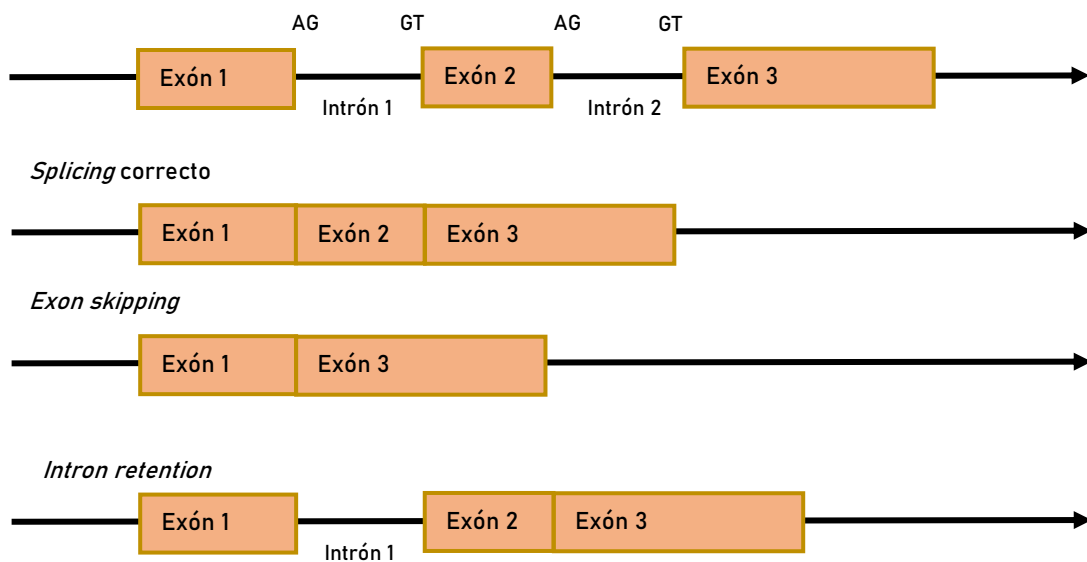 AG GT AG GT
Exón 1 Exón 2 Exón 3
Intrón 1 Intrón 2
Splicing correcto
Exón 1 Exón 2 Exón 3
Exon skipping
Exón 1 Exón 3
Intron retention
Exón 1 Exón 2 Exón 3
Intrón 1